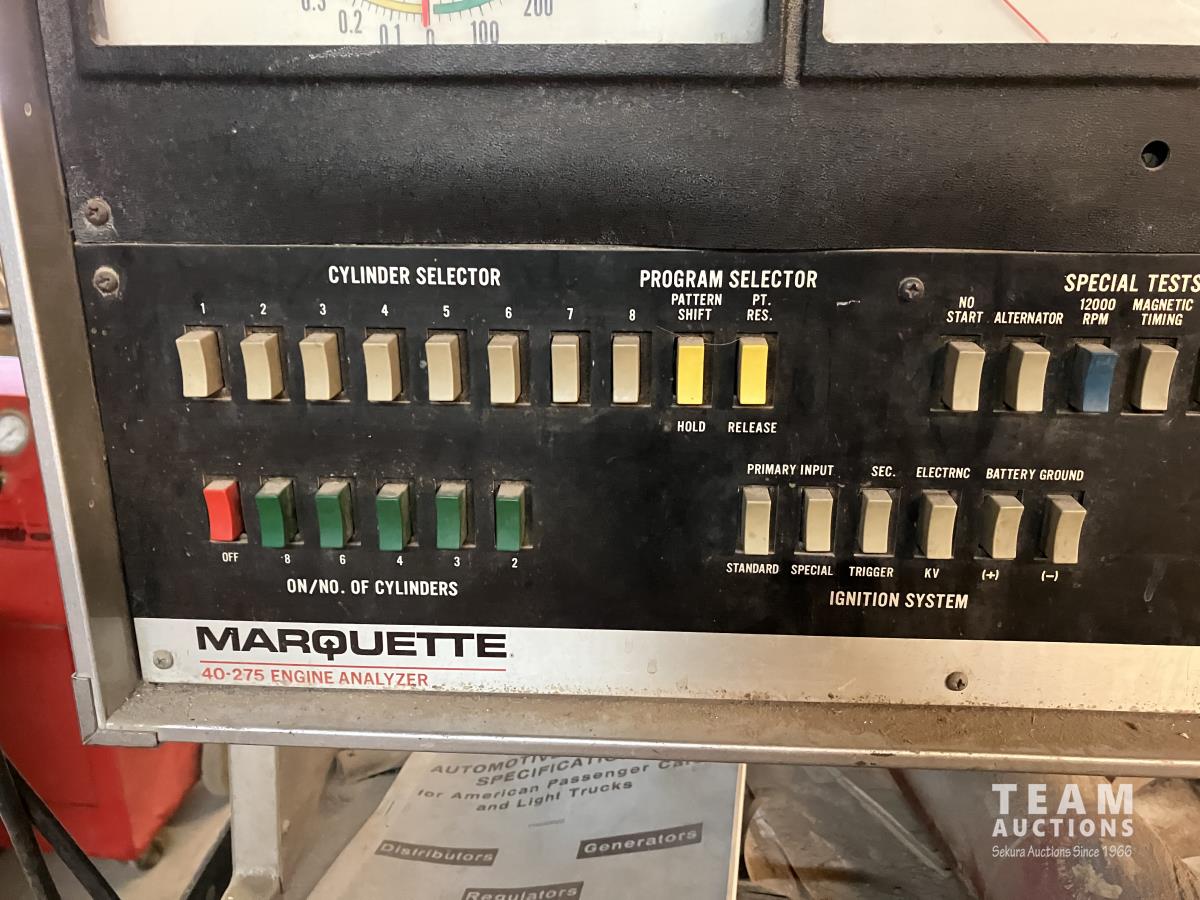 0.3
0.2
0.1
0
100
200
CYLINDER SELECTOR
1 2 3 4 5 6 7 8
PROGRAM SELECTOR
PATTERN SHIFT
PT. RES.
HOLD
RELEASE
SPECIAL TESTS
NO START
ALTERNATOR
12000 RPM
MAGNETIC TIMING
OFF 8 6 4 3 2
ON/NO. OF CYLINDERS
PRIMARY INPUT
SEC.
ELECTRNC
BATTERY GROUND
STANDARD SPECIAL TRIGGER KV (+) (-)
IGNITION SYSTEM
MARQUETTE
40-275 ENGINE ANALYZER
AUTOMOTIVE
SPECIFICATIONS
for American Passenger Cars
and Light Trucks
Distributors
Generators
Regulators
TEAM
AUCTIONS
Sekura Auctions Since 1966